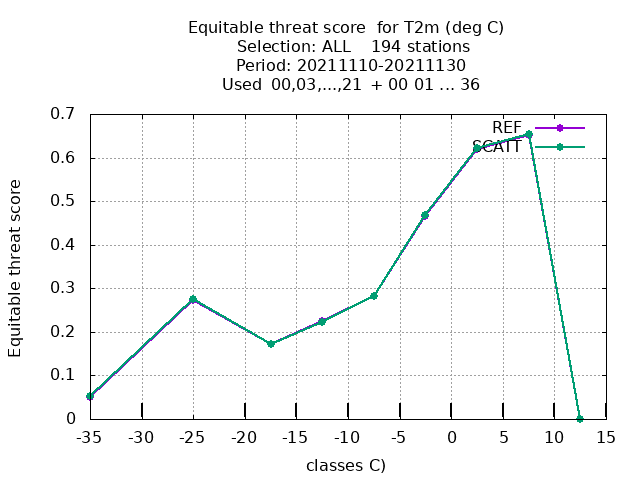 Equitable threat score  for T2m (deg C)
Selection: ALL    194 stations
Period: 20211110-20211130
Used  00,03,...,21  + 00 01 ... 36
REF
SCATT
Equitable threat score
0.7
0.6
0.5
0.4
0.3
0.2
0.1
0
-35 -30 -25 -20 -15 -10 -5 0 5 10 15
classes C)